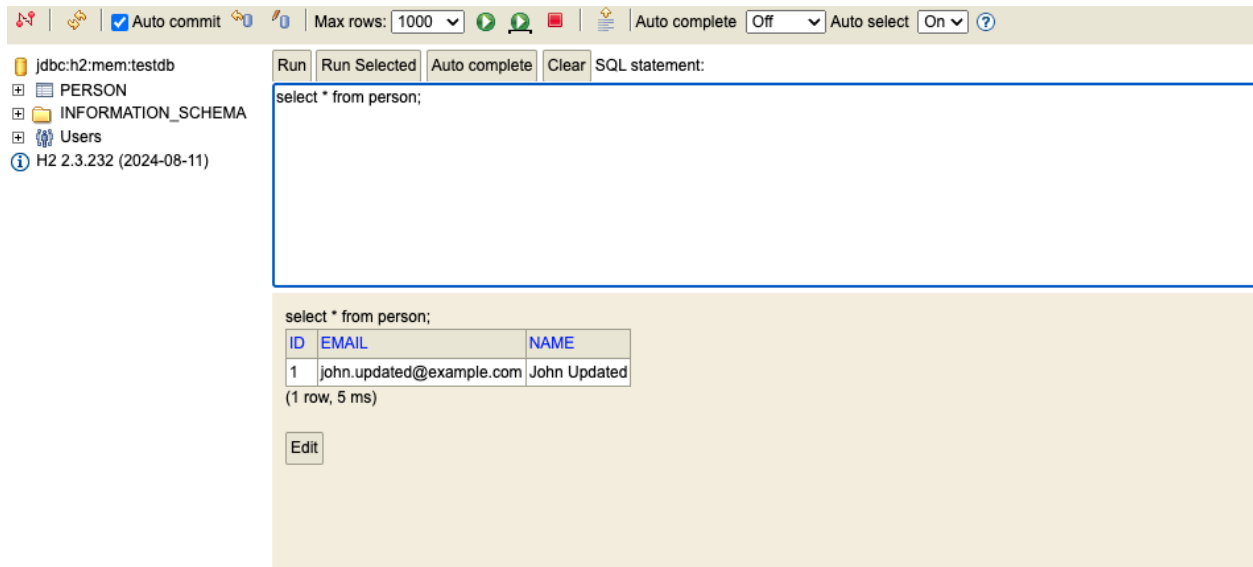 Auto commit Max rows: 1000 Auto complete Off Auto select On ?
jdbc:h2:mem:testdb
PERSON
INFORMATION_SCHEMA
Users
H2 2.3.232 (2024-08-11)
Run Run Selected Auto complete Clear SQL statement:
select * from person;
select * from person;
ID EMAIL NAME
1 john.updated@example.com John Updated
(1 row, 5 ms)
Edit